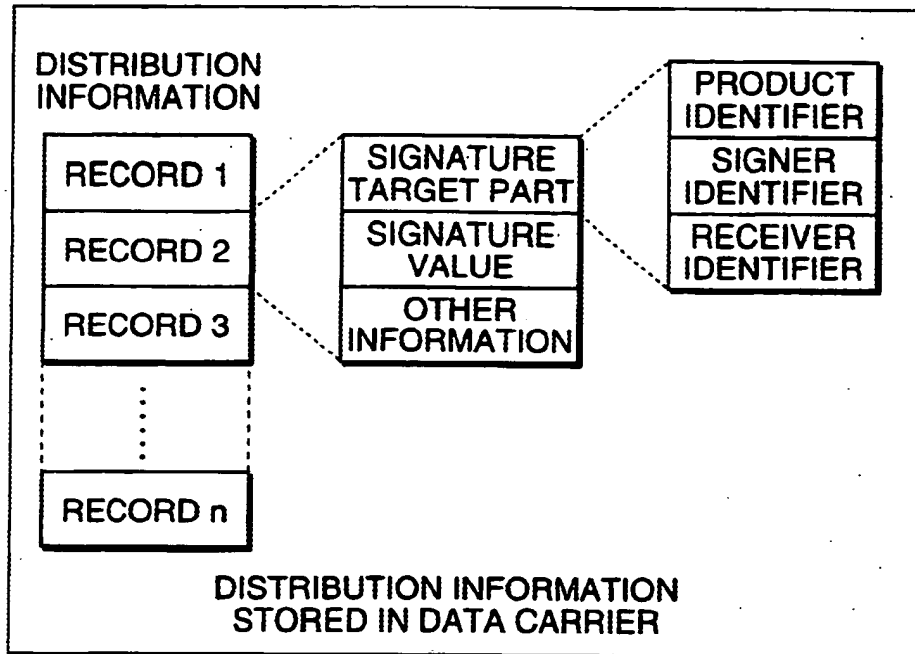 DISTRIBUTION
INFORMATION
RECORD 1
RECORD 2
RECORD 3
RECORD n
SIGNATURE
TARGET PART
SIGNATURE
VALUE
OTHER
INFORMATION
PRODUCT
IDENTIFIER
SIGNER
IDENTIFIER
RECEIVER
IDENTIFIER
DISTRIBUTION INFORMATION
STORED IN DATA CARRIER